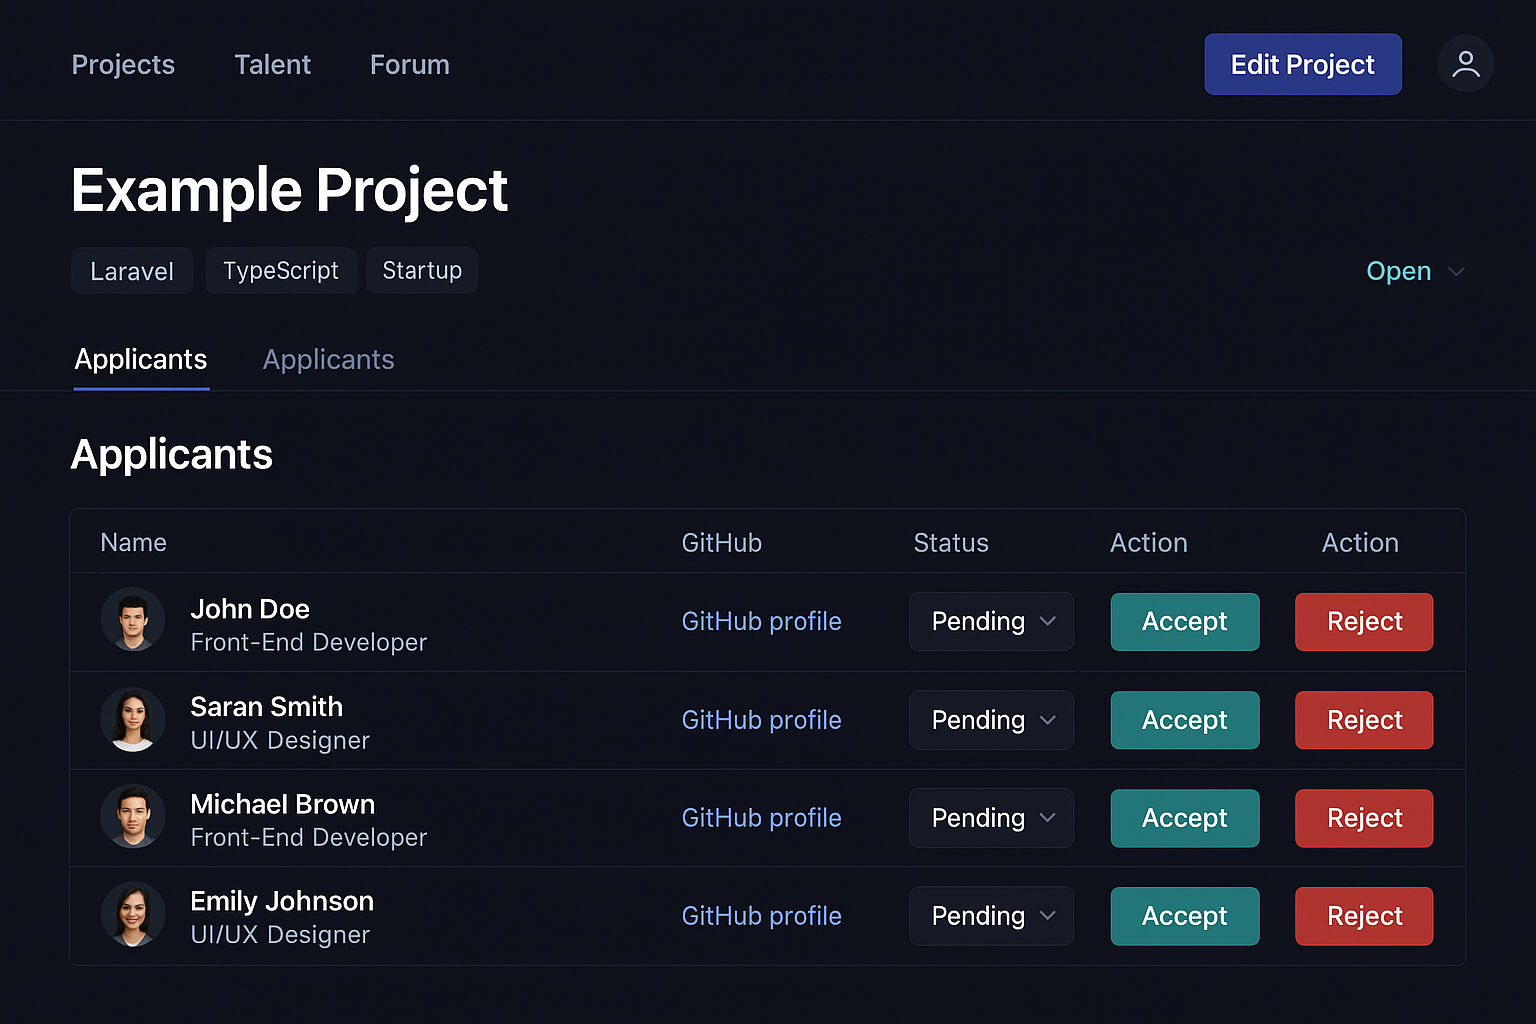 Projects Talent Forum Edit Project
Example Project
Laravel TypeScript Startup Open
Applicants Applicants
Applicants
Name GitHub Status Action Action
John Doe
Front-End Developer
GitHub profile Pending Accept Reject
Saran Smith
UI/UX Designer
GitHub profile Pending Accept Reject
Michael Brown
Front-End Developer
GitHub profile Pending Accept Reject
Emily Johnson
UI/UX Designer
GitHub profile Pending Accept Reject